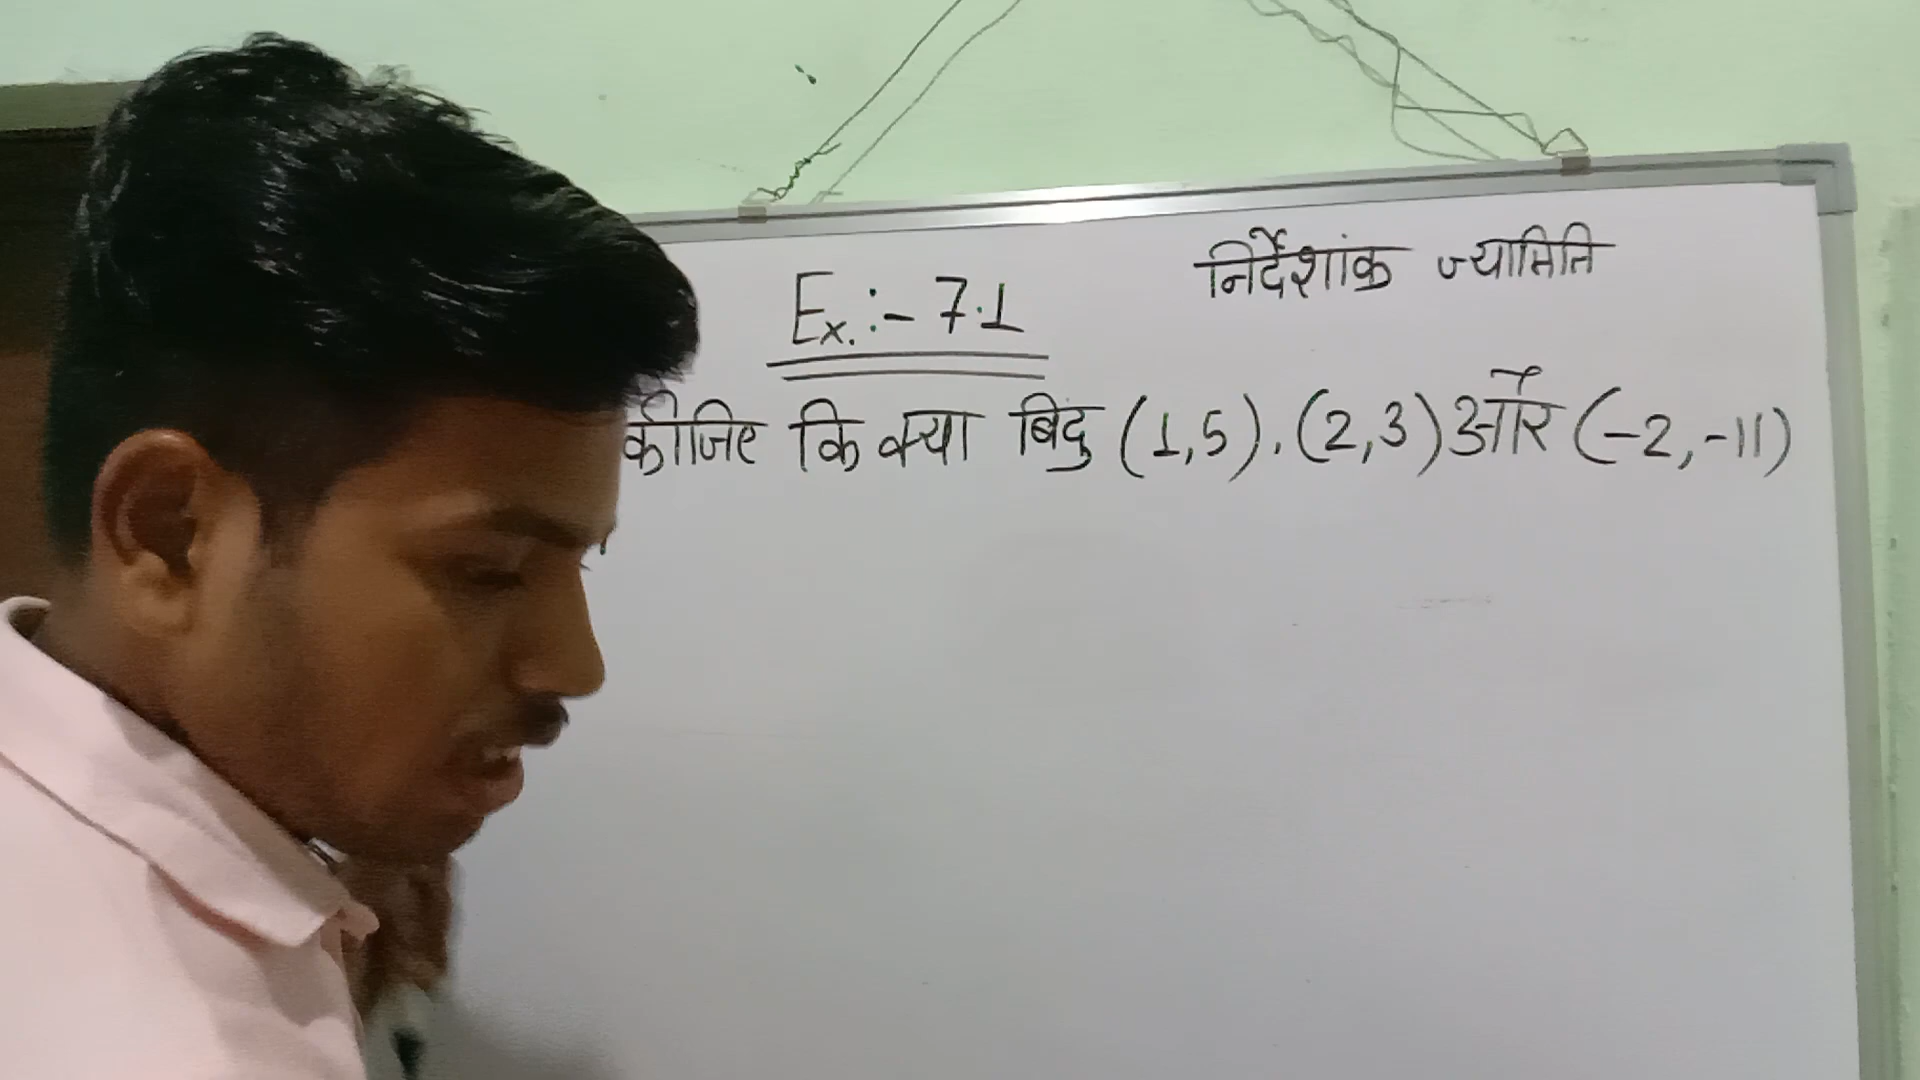 निर्देशांक ज्यामिति
Ex. :- 7.1
कीजिए कि क्या बिंदु (1,5), (2,3) और (-2,-11)